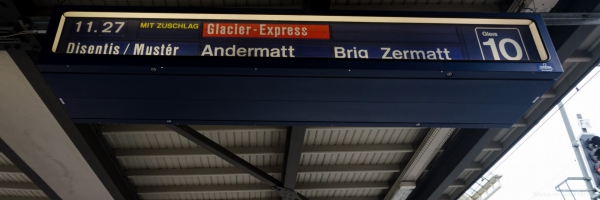 11.27 MIT ZUSCHLAG Glacier-Express Gleis
Disentis / Mustér Andermatt Brig Zermatt 10